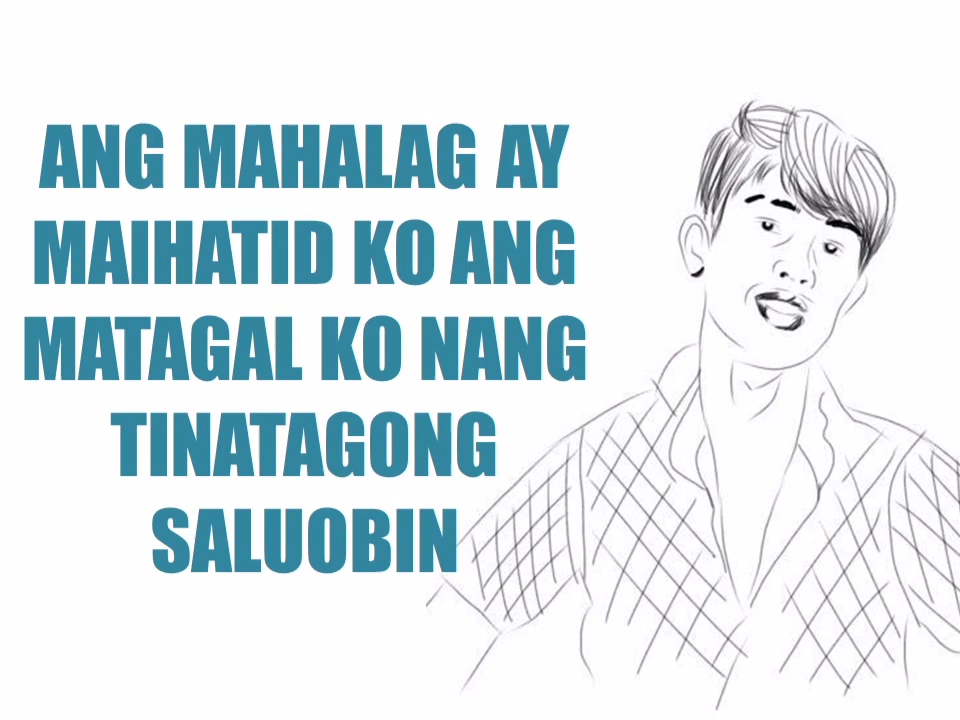 ANG MAHALAG AY
MAIHATID KO ANG
MATAGAL KO NANG
TINATAGONG
SALUOBIN